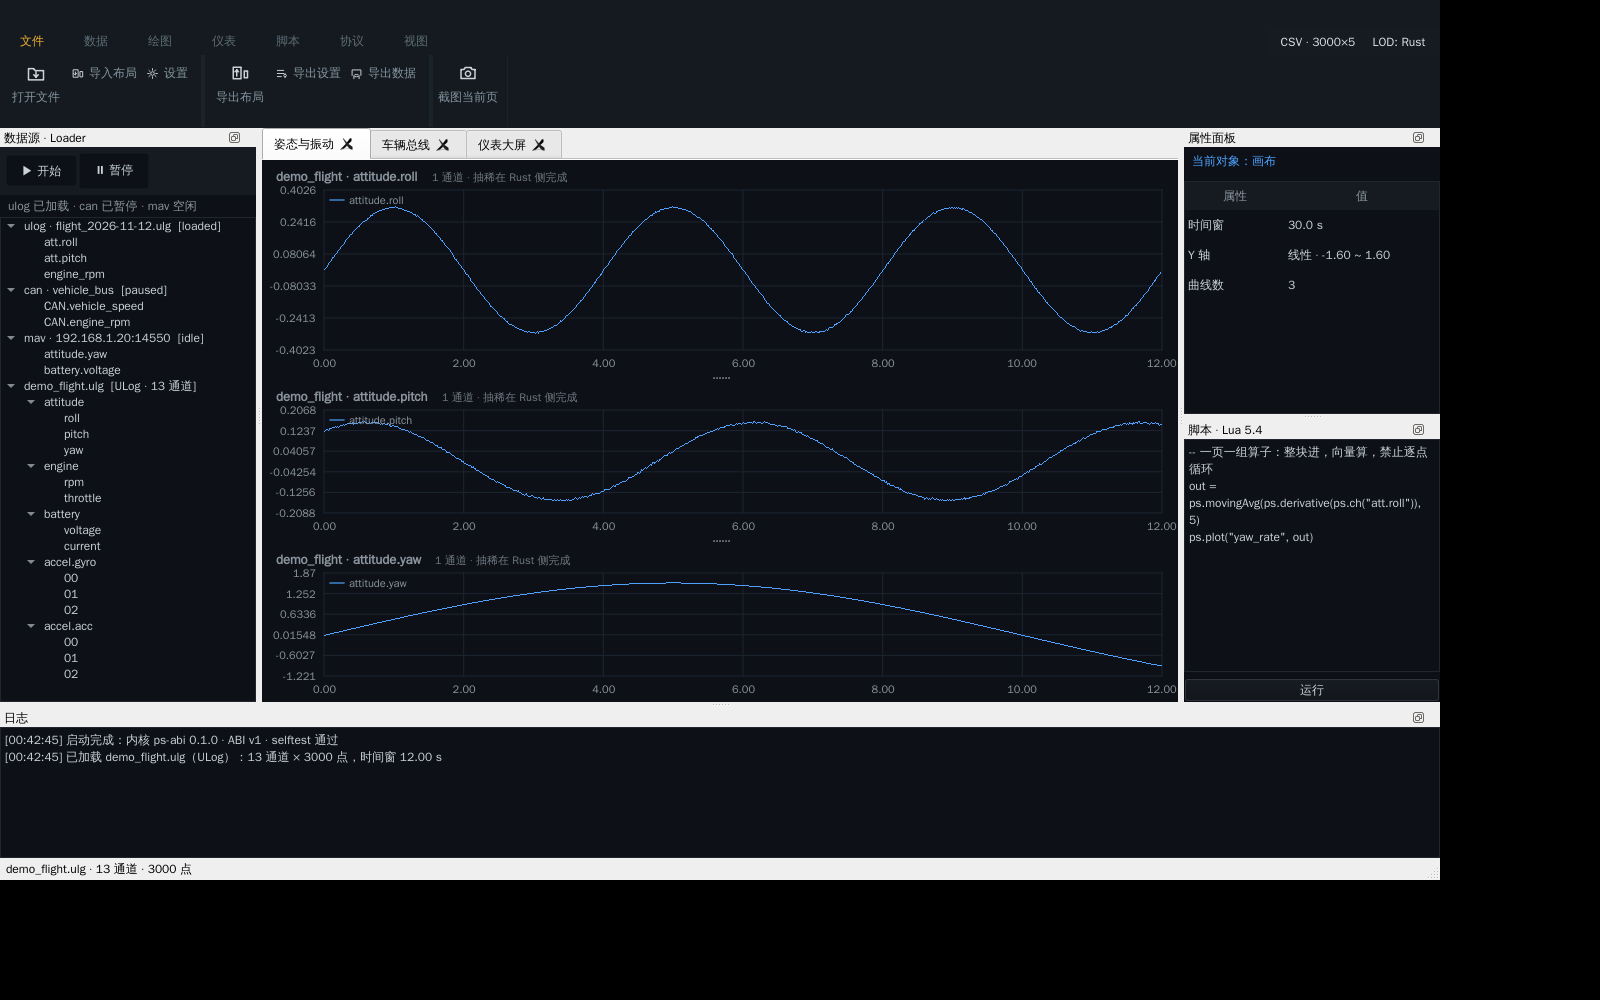 文件 数据 绘图 仪表 脚本 协议 视图
CSV · 3000×5 LOD: Rust
打开文件 导入布局 设置
导出布局 导出设置 导出数据
截图当前页
数据源 · Loader
开始 暂停
ulog 已加载 · can 已暂停 · mav 空闲
ulog · flight_2026-11-12.ulg [loaded]
att.roll
att.pitch
engine_rpm
can · vehicle_bus [paused]
CAN.vehicle_speed
CAN.engine_rpm
mav · 192.168.1.20:14550 [idle]
attitude.yaw
battery.voltage
demo_flight.ulg [ULog · 13 通道]
attitude
roll
pitch
yaw
engine
rpm
throttle
battery
voltage
current
accel.gyro
00
01
02
accel.acc
00
01
02
姿态与振动 车辆总线 仪表大屏
demo_flight · attitude.roll 1 通道 · 抽稀在 Rust 侧完成
attitude.roll
0.4026
0.2416
0.08064
-0.08033
-0.2413
-0.4023
0.00 2.00 4.00 6.00 8.00 10.00 12.00
demo_flight · attitude.pitch 1 通道 · 抽稀在 Rust 侧完成
attitude.pitch
0.2068
0.1237
0.04057
-0.04254
-0.1256
-0.2088
0.00 2.00 4.00 6.00 8.00 10.00 12.00
demo_flight · attitude.yaw 1 通道 · 抽稀在 Rust 侧完成
attitude.yaw
1.87
1.252
0.6336
0.01548
-0.6027
-1.221
0.00 2.00 4.00 6.00 8.00 10.00 12.00
属性面板
当前对象：画布
属性 值
时间窗 30.0 s
Y 轴 线性 · -1.60 ~ 1.60
曲线数 3
脚本 · Lua 5.4
-- 一页一组算子：整块进，向量算，禁止逐点
循环
out =
ps.movingAvg(ps.derivative(ps.ch("att.roll")),
5)
ps.plot("yaw_rate", out)
运行
日志
[00:42:45] 启动完成：内核 ps-abi 0.1.0 · ABI v1 · selftest 通过
[00:42:45] 已加载 demo_flight.ulg（ULog）：13 通道 × 3000 点，时间窗 12.00 s
demo_flight.ulg · 13 通道 · 3000 点